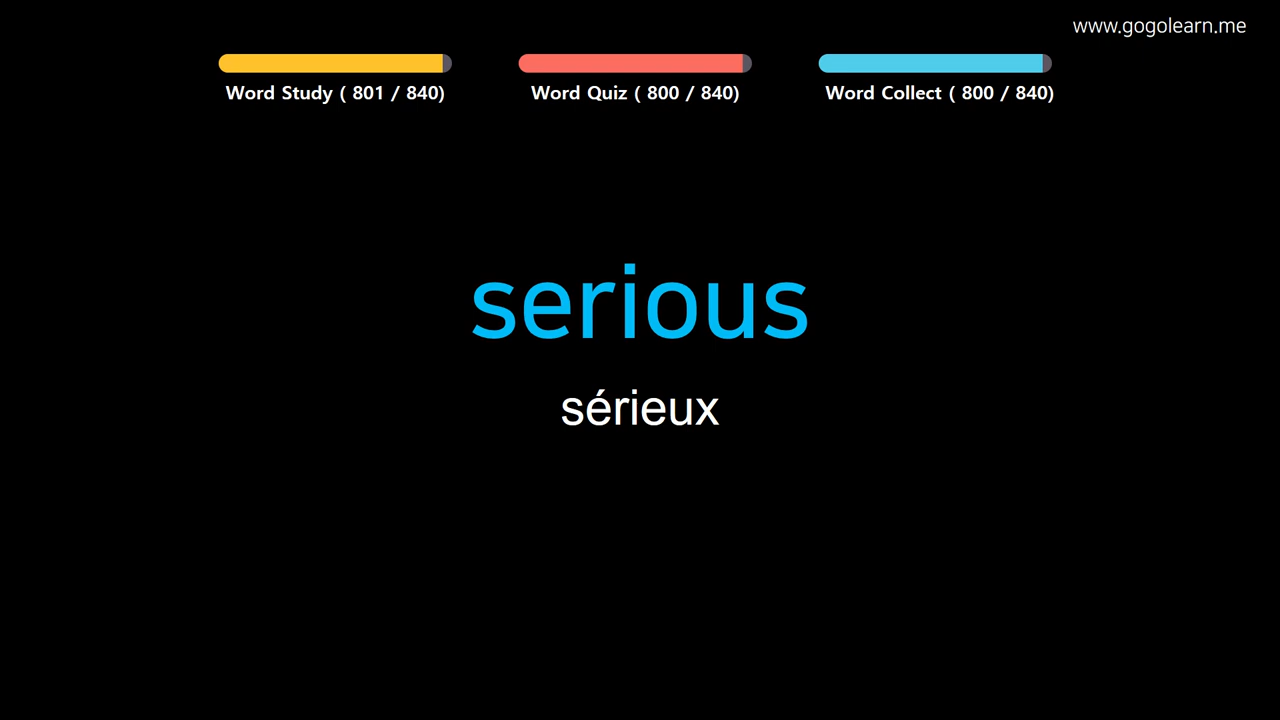 www.gogolearn.me
Word Study ( 801 / 840)
Word Quiz ( 800 / 840)
Word Collect ( 800 / 840)
serious
sérieux